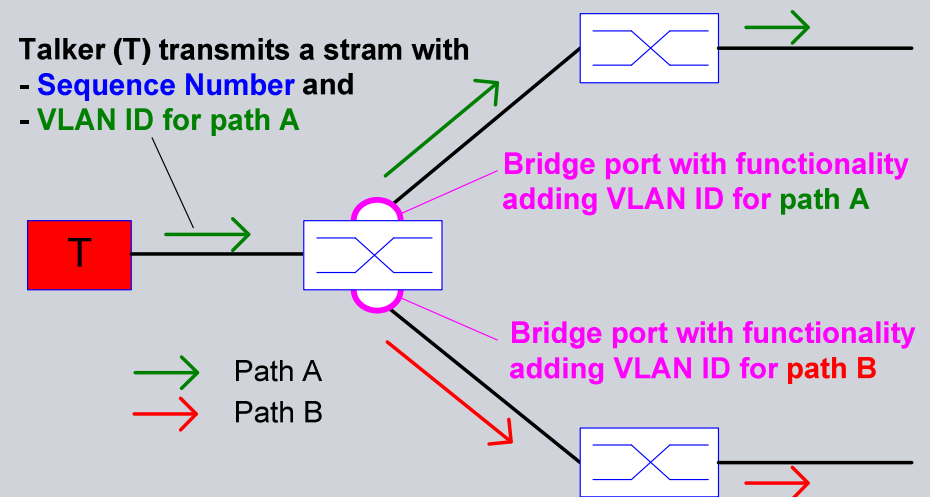 Talker (T) transmits a stram with
- Sequence Number and
- VLAN ID for path A
Bridge port with functionality
adding VLAN ID for path A
T
Bridge port with functionality
adding VLAN ID for path B
Path A
Path B